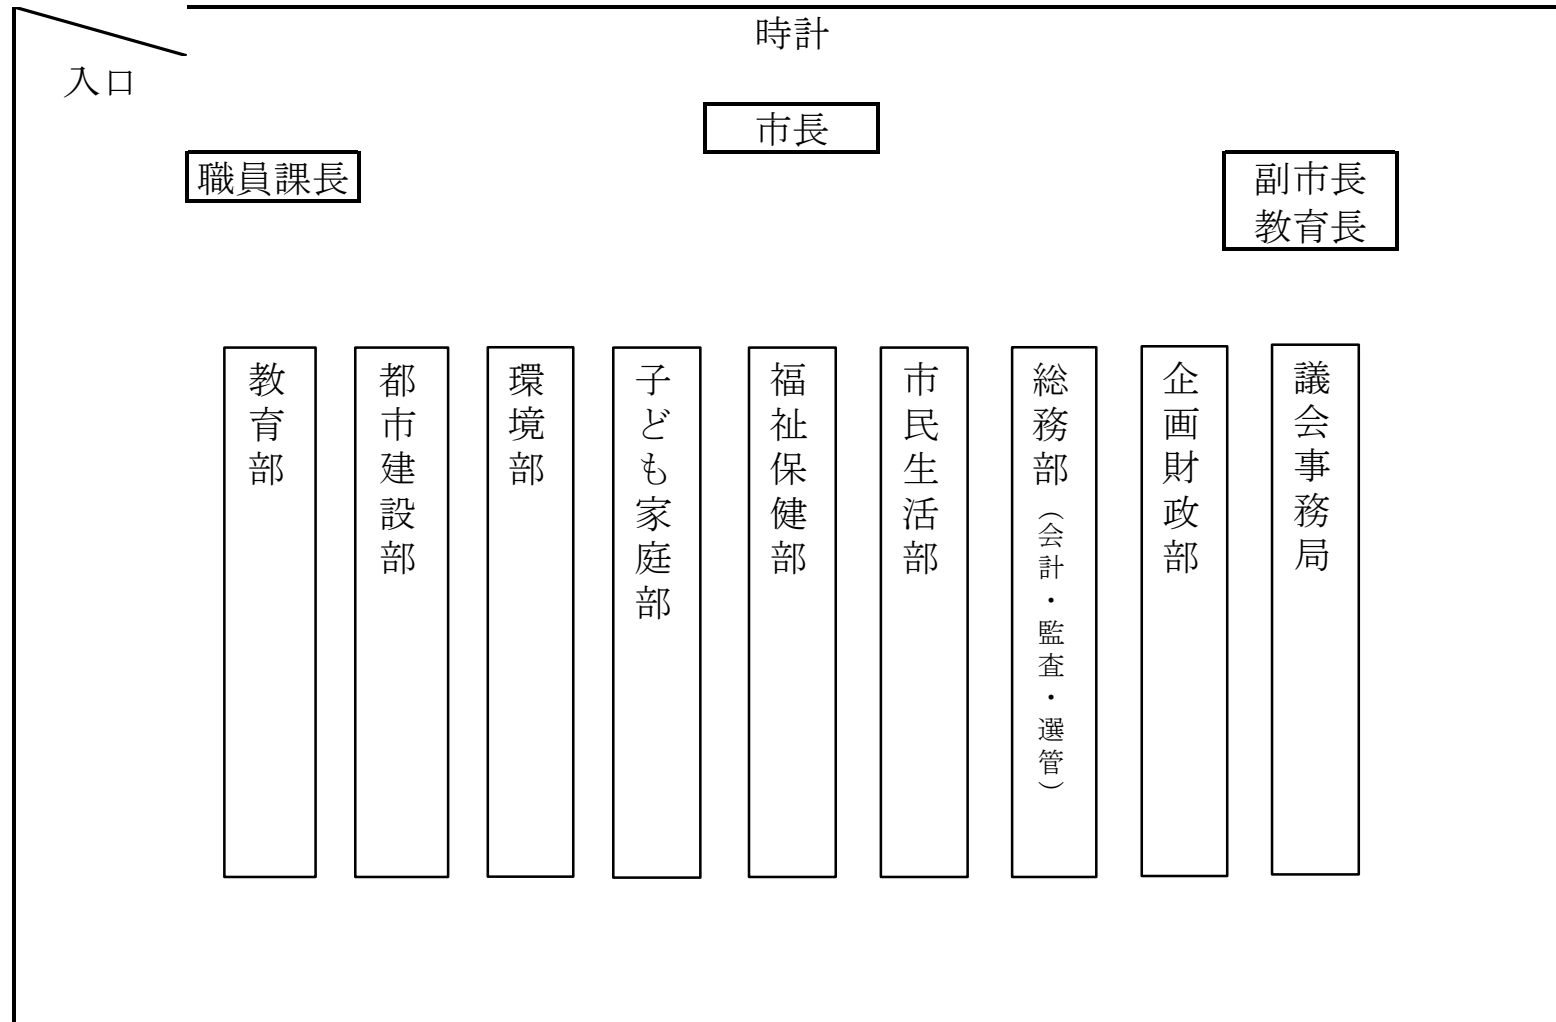 時計
入口
市長
職員課長
副市長
教育長
教育部
都市建設部
環境部
子ども家庭部
福祉保健部
市民生活部
総務部（会計・監査・選管）
企画財政部
議会事務局